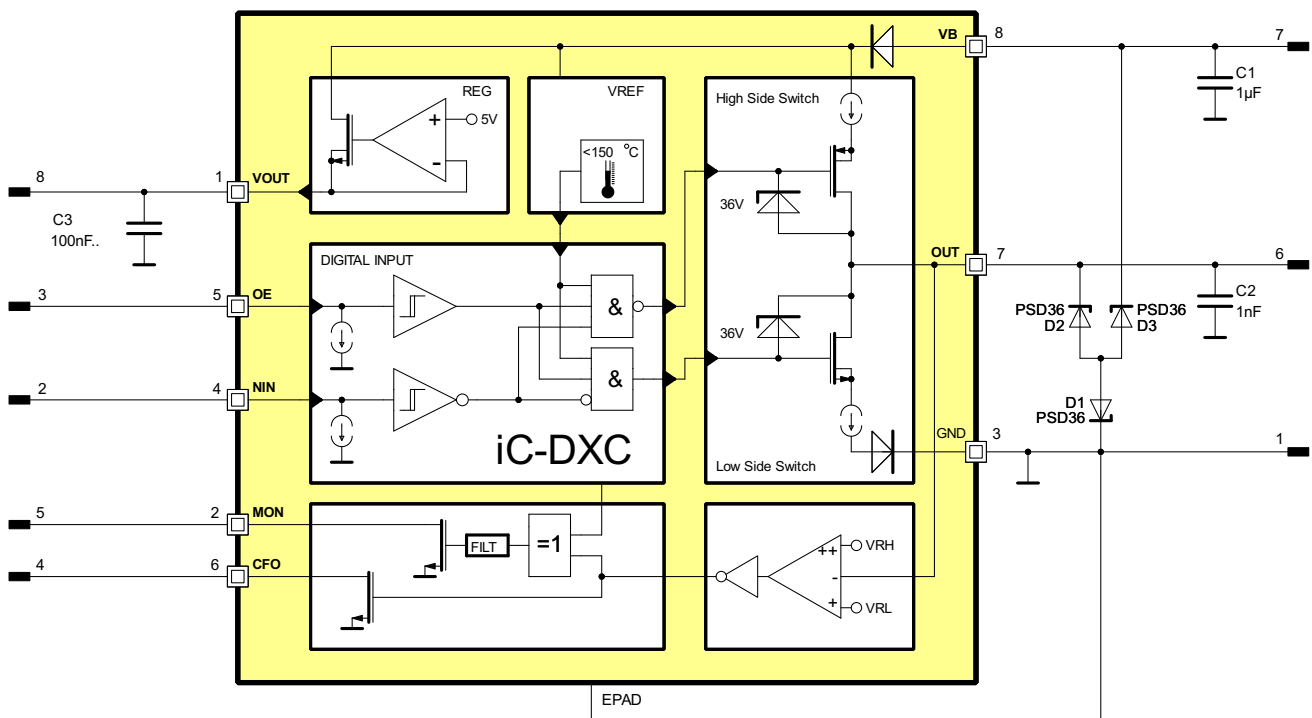 VB
8
7
C1
1µF
REG
5V
+
-
VREF
<150 °C
High Side Switch
36V
8
1
VOUT
C3
100nF..
DIGITAL INPUT
3
5
OE
&
OUT
7
6
C2
1nF
PSD36
D2
PSD36
D3
36V
2
4
NIN
&
D1
PSD36
iC-DXC
Low Side Switch
GND
3
1
5
2
MON
FILT
=1
4
6
CFO
++
VRH
-
+
VRL
EPAD